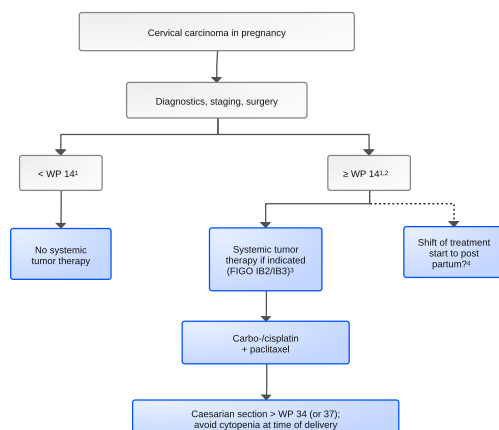 Cervical carcinoma in pregnancy
Diagnostics, staging, surgery
< WP 14¹
≥ WP 14¹,²
No systemic
tumor therapy
Systemic tumor
therapy if indicated
(FIGO IB2/IB3)³
Shift of treatment
start to post
partum?⁴
Carbo-/cisplatin
+ paclitaxel
Caesarian section > WP 34 (or 37);
avoid cytopenia at time of delivery